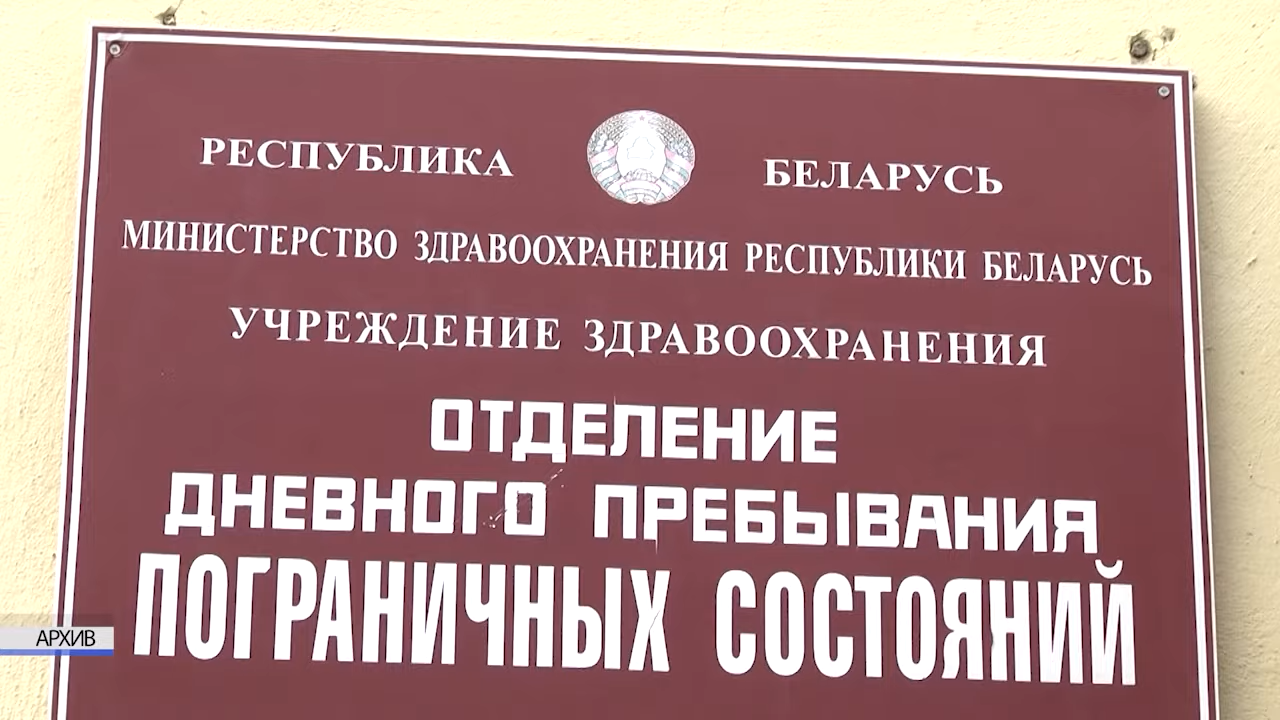 РЕСПУБЛИКА БЕЛАРУСЬ
МИНИСТЕРСТВО ЗДРАВООХРАНЕНИЯ РЕСПУБЛИКИ БЕЛАРУСЬ
УЧРЕЖДЕНИЕ ЗДРАВООХРАНЕНИЯ
ОТДЕЛЕНИЕ
ДНЕВНОГО ПРЕБЫВАНИЯ
ПОГРАНИЧНЫХ СОСТОЯНИЙ
АРХИВ